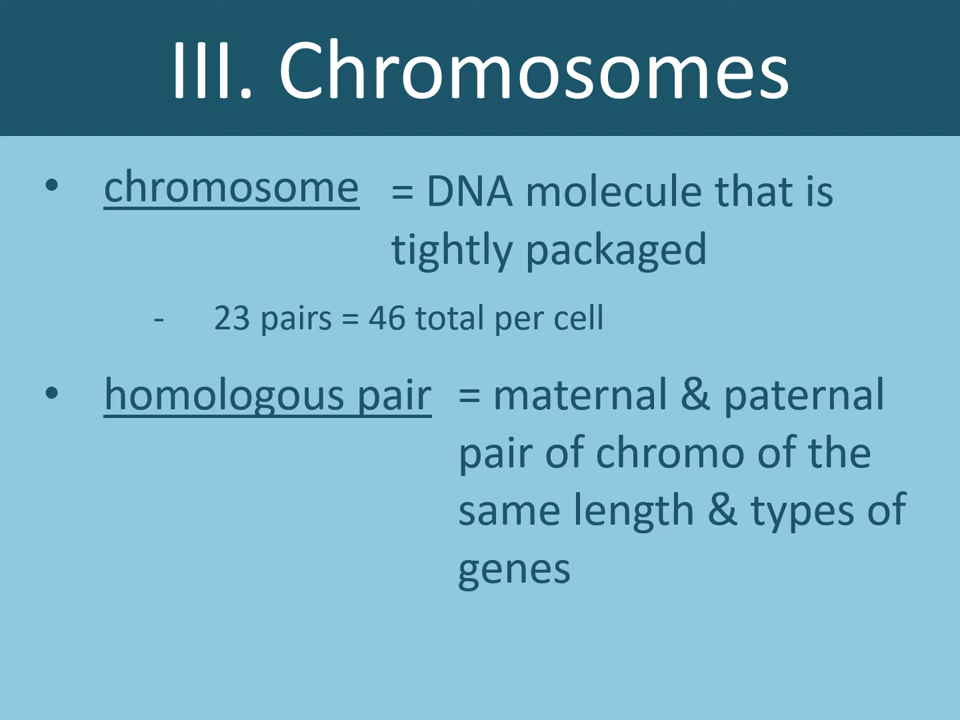 III. Chromosomes
• chromosome = DNA molecule that is
tightly packaged
- 23 pairs = 46 total per cell
• homologous pair = maternal & paternal
pair of chromo of the
same length & types of
genes